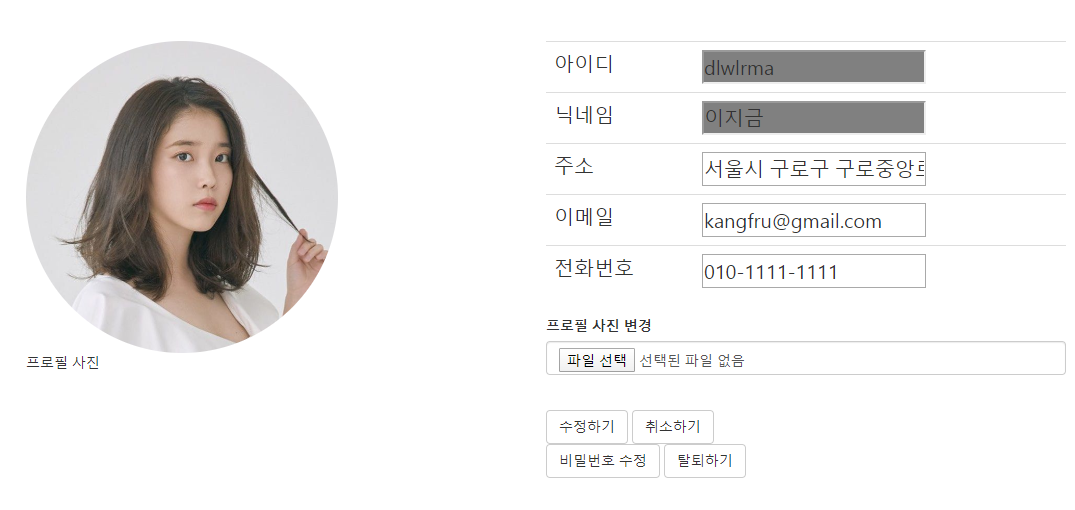 아이디
dlwlrma
닉네임
이지금
주소
서울시 구로구 구로중앙로
이메일
kangfru@gmail.com
전화번호
010-1111-1111
프로필 사진
프로필 사진 변경
파일 선택 선택된 파일 없음
수정하기 취소하기
비밀번호 수정 탈퇴하기